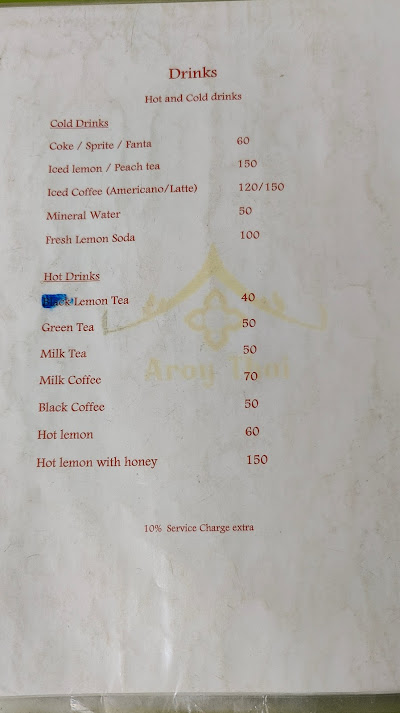 Drinks
Hot and Cold drinks
Cold Drinks
Coke / Sprite / Fanta 60
Iced lemon / Peach tea 150
Iced Coffee (Americano/Latte) 120/150
Mineral Water 50
Fresh Lemon Soda 100
Hot Drinks
Lemon Tea 40
Green Tea 50
Milk Tea 50
Aroy Thai
Milk Coffee 70
Black Coffee 50
Hot lemon 60
Hot lemon with honey 150
10% Service Charge extra